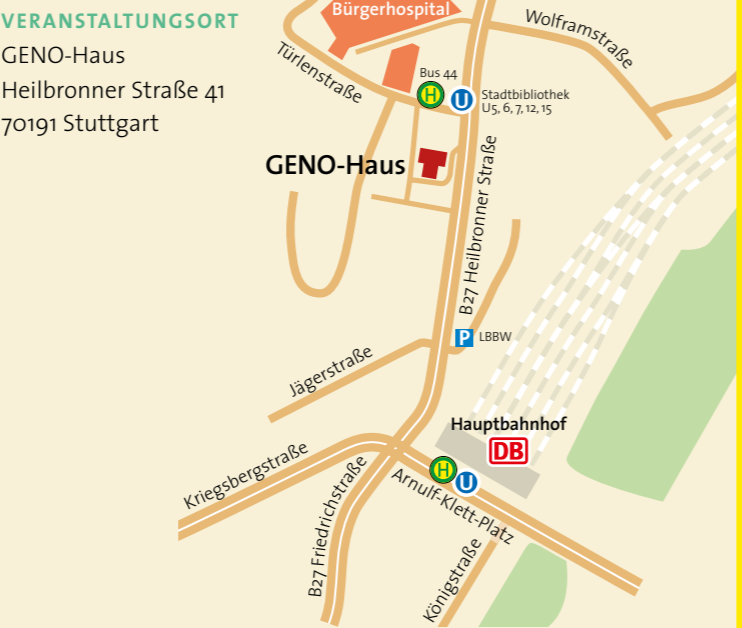 VERANSTALTUNGSORT
GENO-Haus
Heilbronner Straße 41
70191 Stuttgart
Bürgerhospital
Wolframstraße
Türlenstraße
Bus 44
H
U
Stadtbibliothek
U5, 6, 7, 12, 15
GENO-Haus
B27 Heilbronner Straße
P
LBBW
Jägerstraße
Hauptbahnhof
DB
Kriegsbergstraße
H
U
Arnulf-Klett-Platz
B27 Friedrichstraße
Königstraße